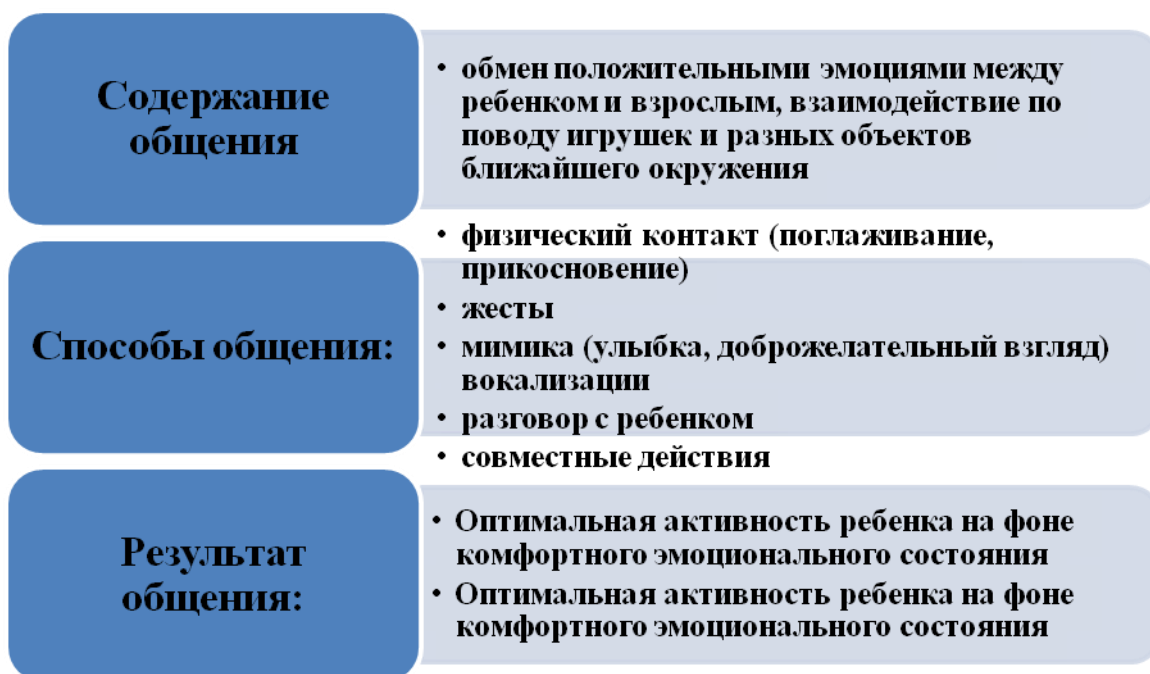 Содержание
общения
• обмен положительными эмоциями между
ребенком и взрослым, взаимодействие по
поводу игрушек и разных объектов
ближайшего окружения
Способы общения:
• физический контакт (поглаживание,
прикосновение)
• жесты
• мимика (улыбка, доброжелательный взгляд)
вокализации
• разговор с ребенком
• совместные действия
Результат
общения:
• Оптимальная активность ребенка на фоне
комфортного эмоционального состояния
• Оптимальная активность ребенка на фоне
комфортного эмоционального состояния